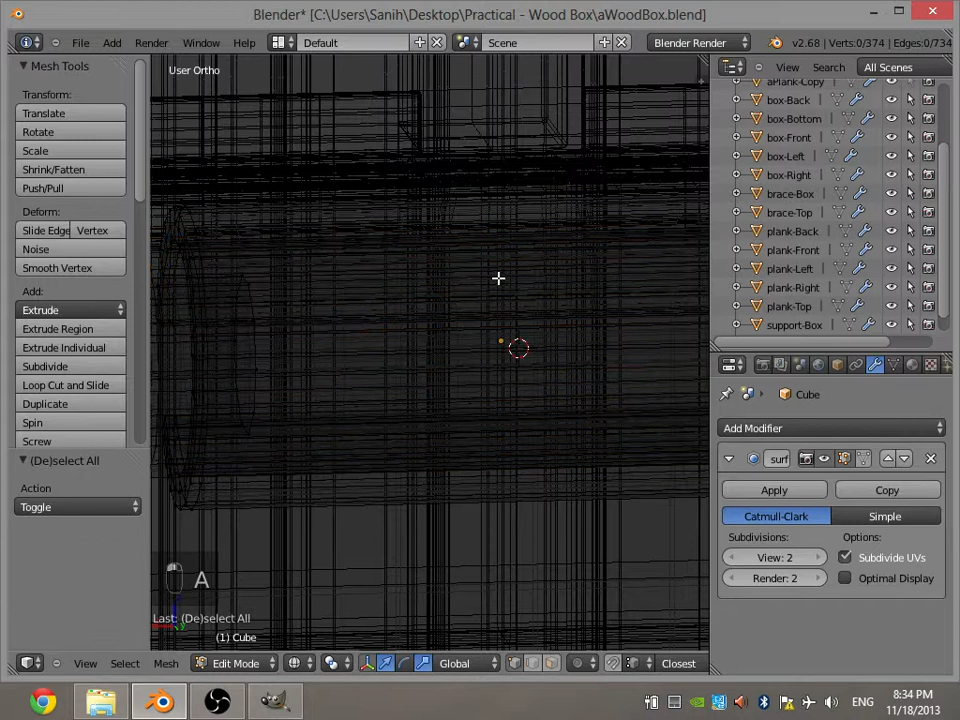 Blender* [C:\Users\Sanih\Desktop\Practical - Wood Box\aWoodBox.blend]
File Add Render Window Help Default Scene Blender Render v2.68 | Verts:0/374 | Edges:0/734
Mesh Tools
Transform:
Translate
Rotate
Scale
Shrink/Fatten
Push/Pull
Deform:
Slide Edge Vertex
Noise
Smooth Vertex
Add:
Extrude
Extrude Region
Extrude Individual
Subdivide
Loop Cut and Slide
Duplicate
Spin
Screw
(De)select All
Action
Toggle
User Ortho
A
Last: (De)select All
(1) Cube
View Select Mesh Edit Mode Global Closest
View Search All Scenes
aPlank-Copy
box-Back
box-Bottom
box-Front
box-Left
box-Right
brace-Box
brace-Top
plank-Back
plank-Front
plank-Left
plank-Right
plank-Top
support-Box
Cube
Add Modifier
surf
Apply Copy
Catmull-Clark Simple
Subdivisions: Options:
View: 2 Subdivide UVs
Render: 2 Optimal Display
ENG 8:34 PM
11/18/2013